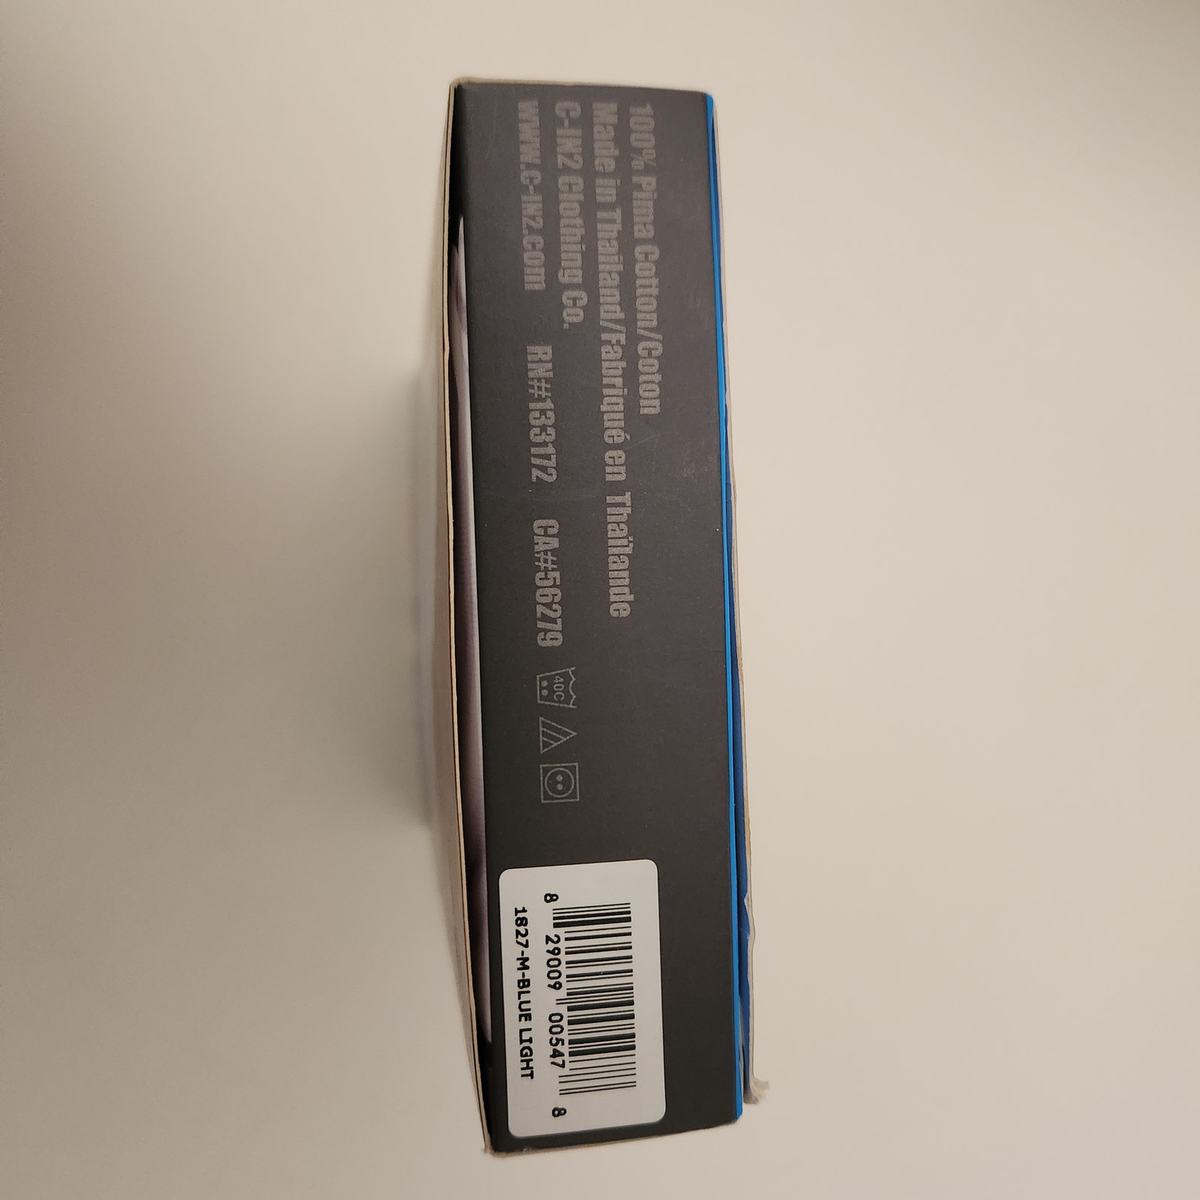 100% Pima Cotton/Coton
Made in Thailand/Fabriqué en Thaïlande
C-IN2 Clothing Co.
www.c-in2.com RN#133172 CA#56279
40C
8 29009 00547 8
1827-M-BLUE LIGHT